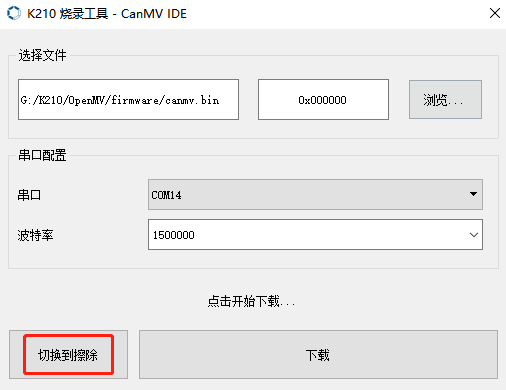 K210 烧录工具 - CanMV IDE
选择文件
G:/K210/OpenMV/firmware/canmv.bin
0x000000
浏览...
串口配置
串口
COM14
波特率
1500000
点击开始下载...
切换到擦除
下载